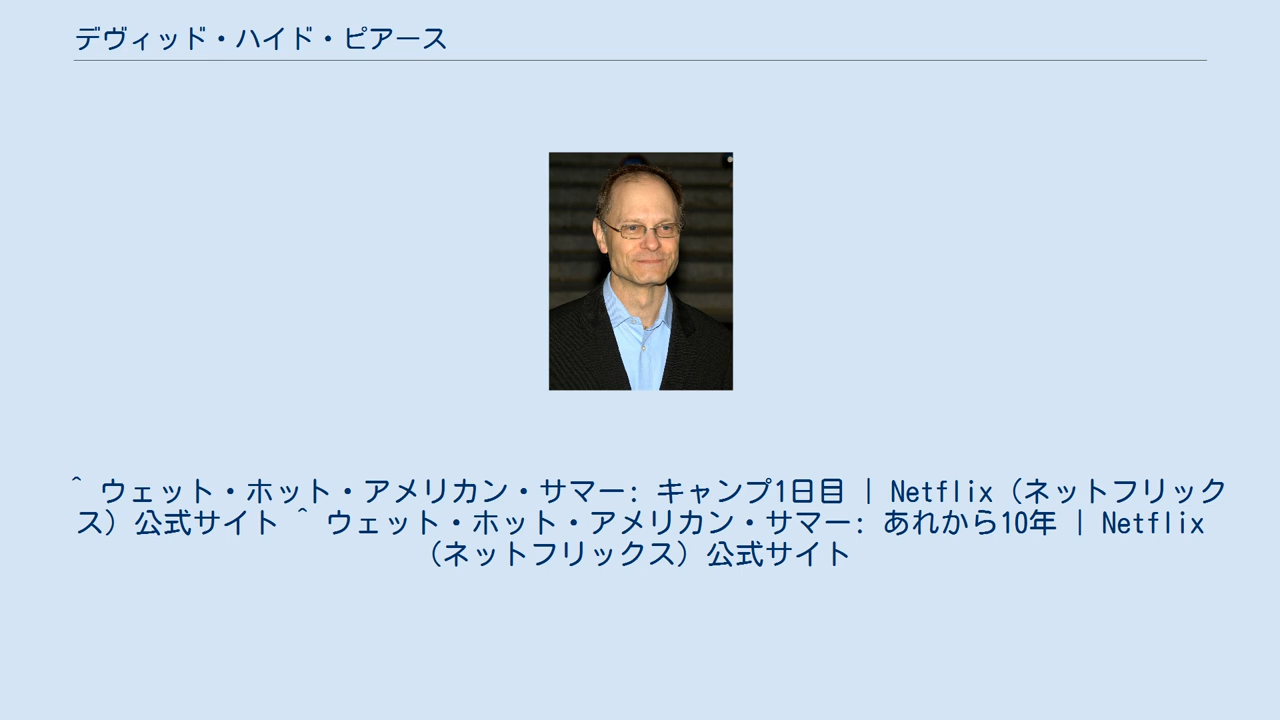 デヴィッド・ハイド・ピアース
^ ウェット・ホット・アメリカン・サマー: キャンプ1日目 | Netflix (ネットフリック
ス) 公式サイト ^ ウェット・ホット・アメリカン・サマー: あれから10年 | Netflix
(ネットフリックス) 公式サイト